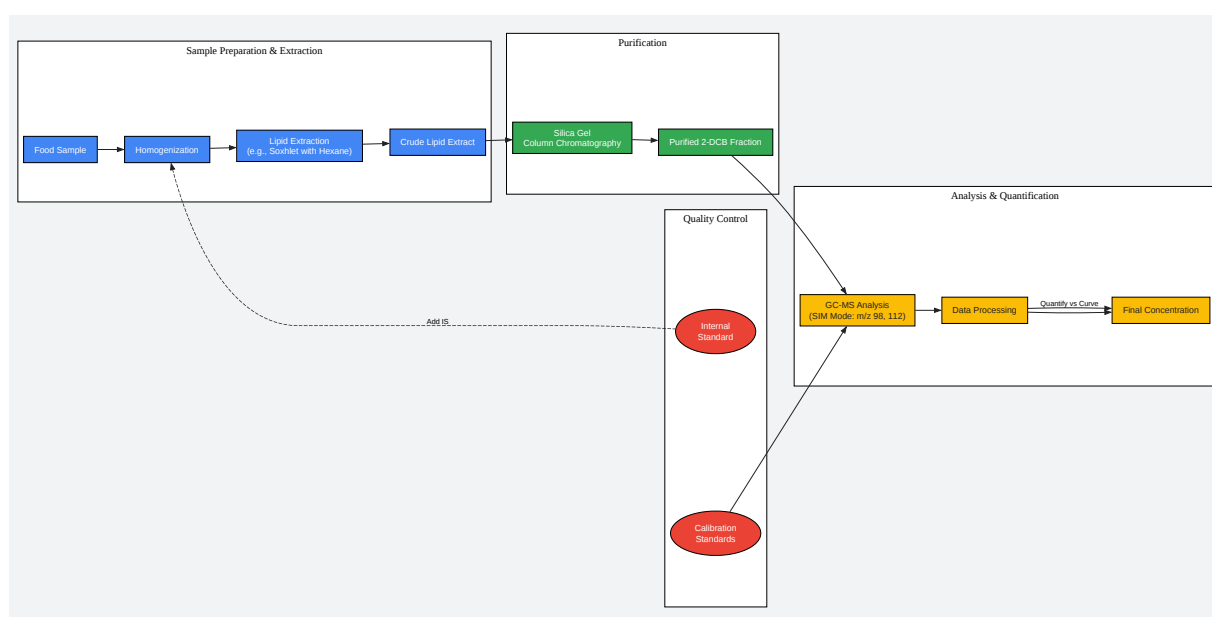 Sample Preparation & Extraction
Food Sample
Homogenization
Lipid Extraction
(e.g., Soxhlet with Hexane)
Crude Lipid Extract
Purification
Silica Gel
Column Chromatography
Purified 2-DCB Fraction
Quality Control
Internal
Standard
Add IS
Calibration
Standards
Analysis & Quantification
GC-MS Analysis
(SIM Mode: m/z 98, 112)
Data Processing
Quantify vs Curve
Final Concentration